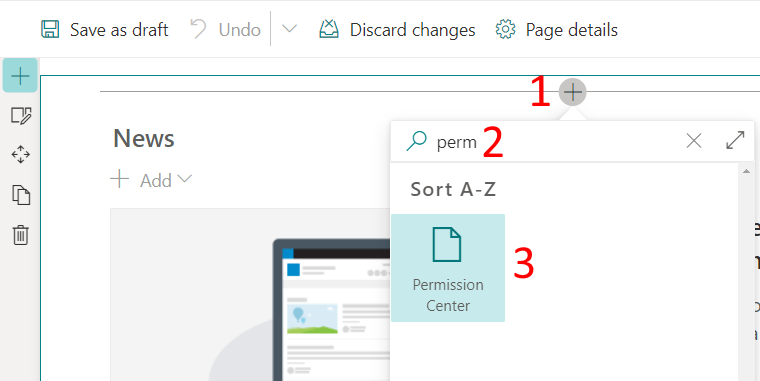 Save as draft Undo Discard changes Page details
1
perm 2
News
Add
Sort A-Z
3
Permission
Center